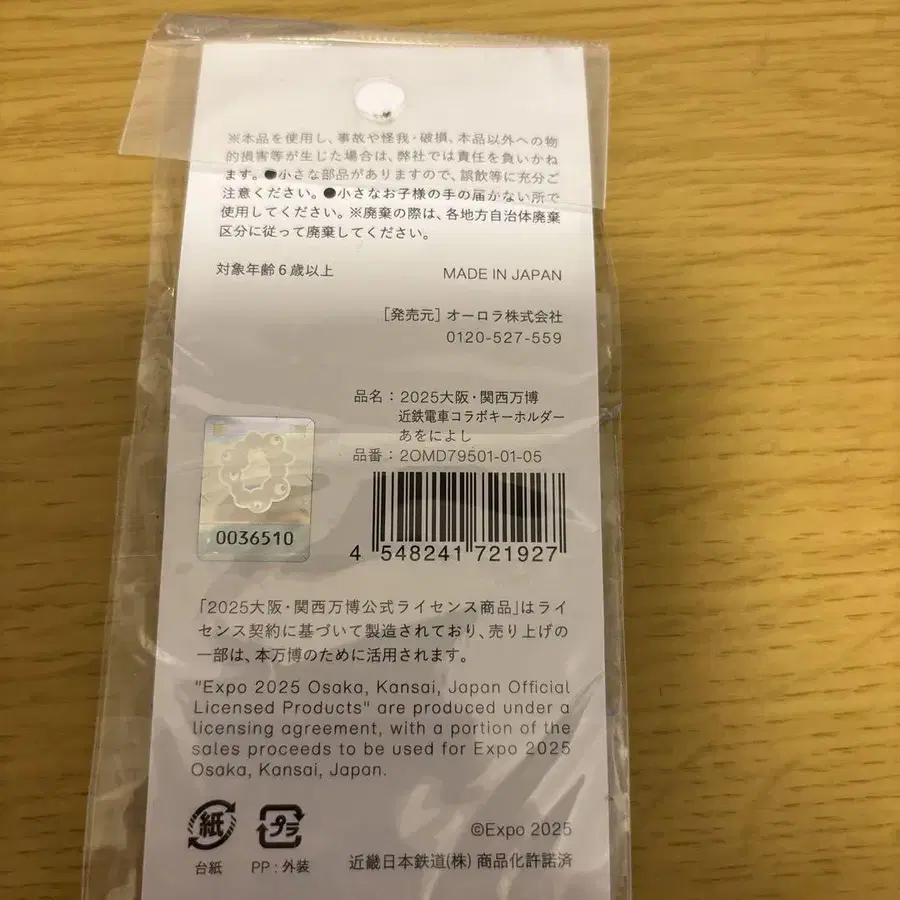 ※本品を使用し、事故や怪我・破損、本品以外への物
的損害等が生じた場合は、弊社では責任を負いかね
ます。●小さな部品がありますので、誤飲等に充分ご
注意ください。●小さなお子様の手の届かない所で
使用してください。※廃棄の際は、各地方自治体廃棄
区分に従って廃棄してください。
対象年齢6歳以上
MADE IN JAPAN
[発売元]オーロラ株式会社
0120-527-559
品名：2025大阪・関西万博
近鉄電車コラボキーホルダー
あをによし
品番：2OMD79501-01-05
0036510
4 548241 721927
「2025大阪・関西万博公式ライセンス商品」はライ
センス契約に基づいて製造されており、売り上げの
一部は、本万博のために活用されます。
"Expo 2025 Osaka, Kansai, Japan Official
Licensed Products" are produced under a
licensing agreement, with a portion of the
sales proceeds to be used for Expo 2025
Osaka, Kansai, Japan.
紙
プラ
©Expo 2025
台紙
PP：外装
近畿日本鉄道(株) 商品化許諾済